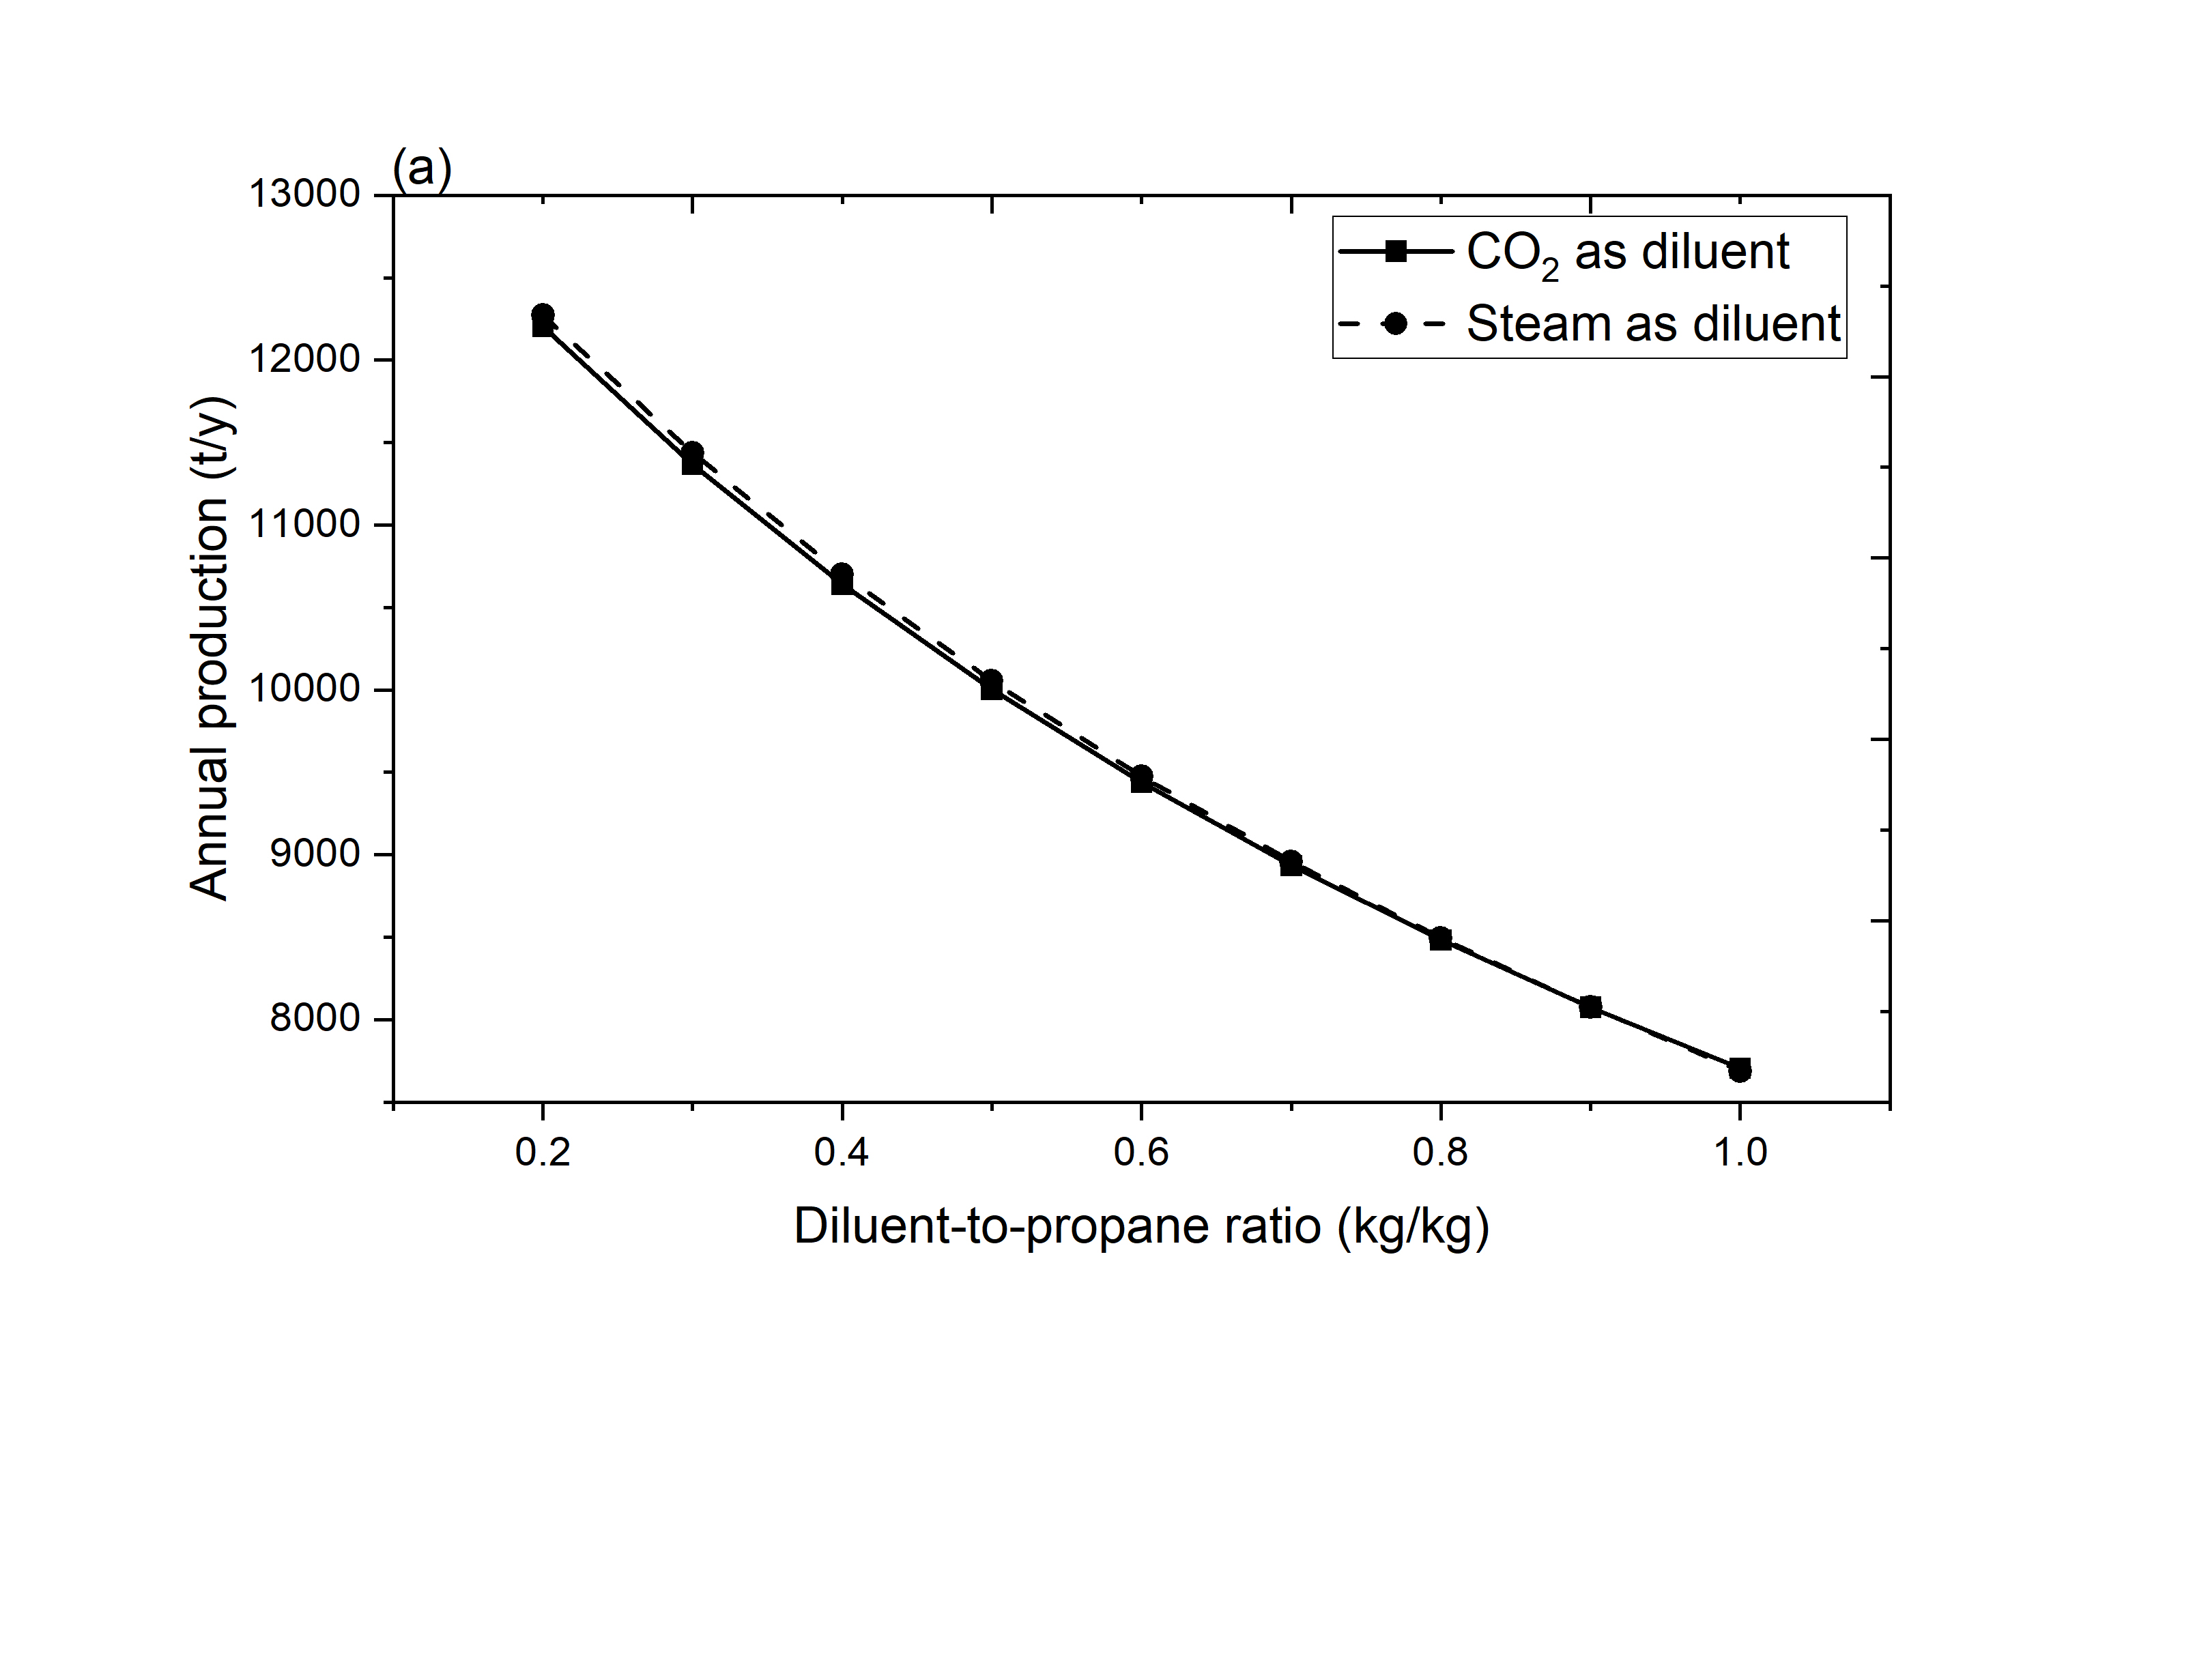 (a)
13000
12000
11000
10000
9000
8000
Annual production (t/y)
CO₂ as diluent
Steam as diluent
0.2 0.4 0.6 0.8 1.0
Diluent-to-propane ratio (kg/kg)